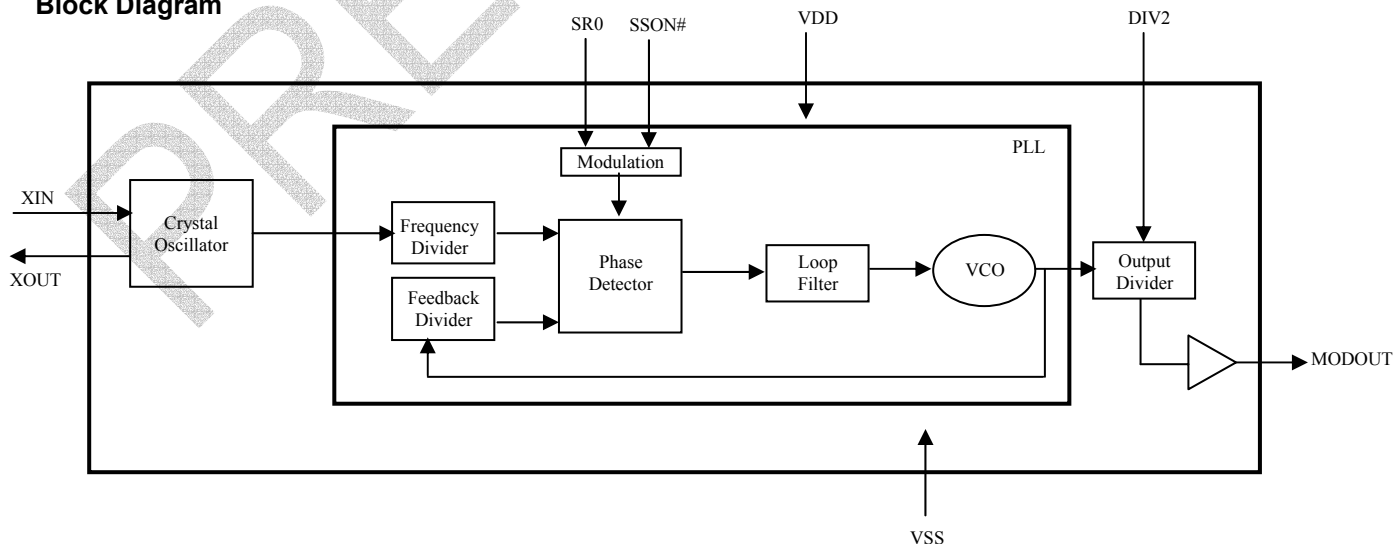 Block Diagram
SR0 SSON# VDD DIV2
PLL
Modulation
XIN
XOUT
Crystal
Oscillator
Frequency
Divider
Feedback
Divider
Phase
Detector
Loop
Filter
VCO
Output
Divider
MODOUT
VSS
PRE